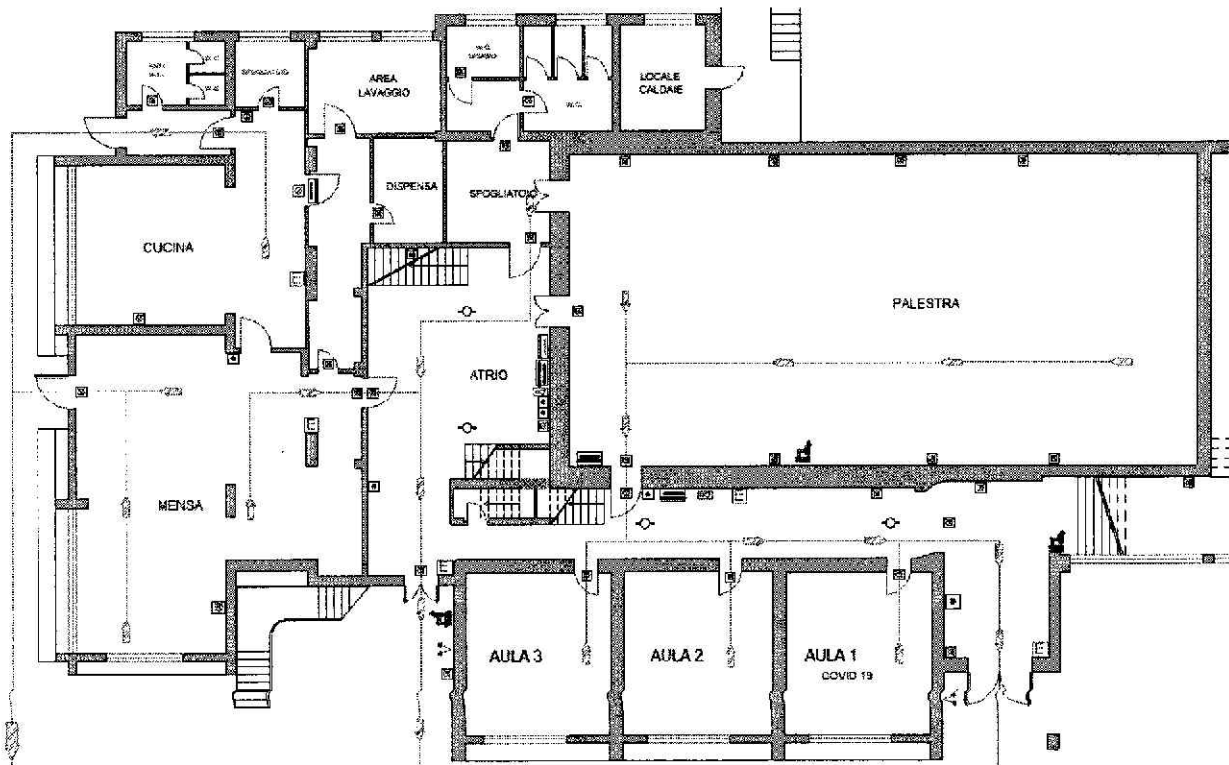 W.C.
W.C.
AREA
LAVAGGIO
W.C.
LOCALE
CALDAIE
DISPENSA
SPOGLIATOIO
CUCINA
PALESTRA
ATRIO
MENSA
AULA 3
AULA 2
AULA 1
COVID 19